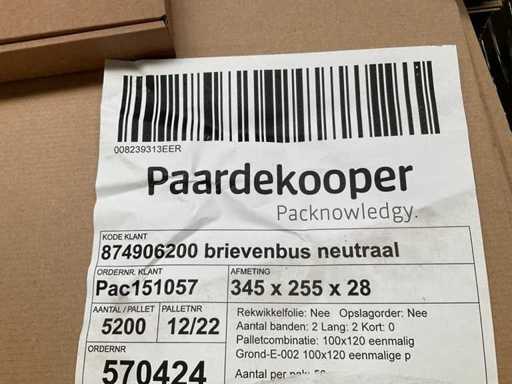 008239313EER
Paardekooper
Packnowledgy.
KODE KLANT
874906200 brievenbus neutraal
ORDERNR. KLANT
Pac151057
AFMETING
345 x 255 x 28
AANTAL / PALLET
5200
PALLETNR
12/22
Rekwikkelfolie: Nee Opslagorder: Nee
Aantal banden: 2 Lang: 2 Kort: 0
Palletcombinatie: 100x120 eenmalig
Grond-E-002 100x120 eenmalige p
ORDERNR
570424
Aantal per